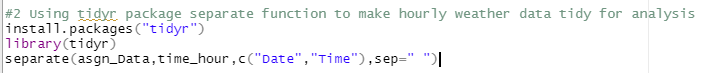 #2 Using tidyr package separate function to make hourly weather data tidy for analysis
install.packages("tidyr")
library(tidyr)
separate(asgn_Data,time_hour,c("Date","Time"),sep=" ")